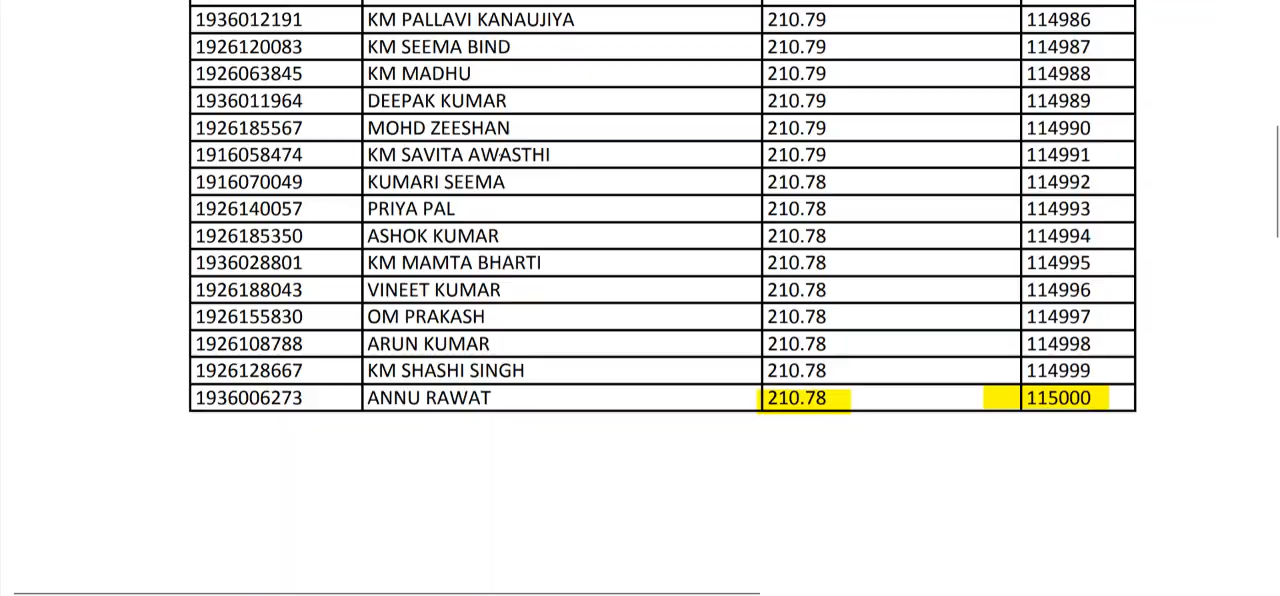 1936012191 KM PALLAVI KANAUJIYA 210.79 114986
1926120083 KM SEEMA BIND 210.79 114987
1926063845 KM MADHU 210.79 114988
1936011964 DEEPAK KUMAR 210.79 114989
1926185567 MOHD ZEESHAN 210.79 114990
1916058474 KM SAVITA AWASTHI 210.79 114991
1916070049 KUMARI SEEMA 210.78 114992
1926140057 PRIYA PAL 210.78 114993
1926185350 ASHOK KUMAR 210.78 114994
1936028801 KM MAMTA BHARTI 210.78 114995
1926188043 VINEET KUMAR 210.78 114996
1926155830 OM PRAKASH 210.78 114997
1926108788 ARUN KUMAR 210.78 114998
1926128667 KM SHASHI SINGH 210.78 114999
1936006273 ANNU RAWAT 210.78 115000